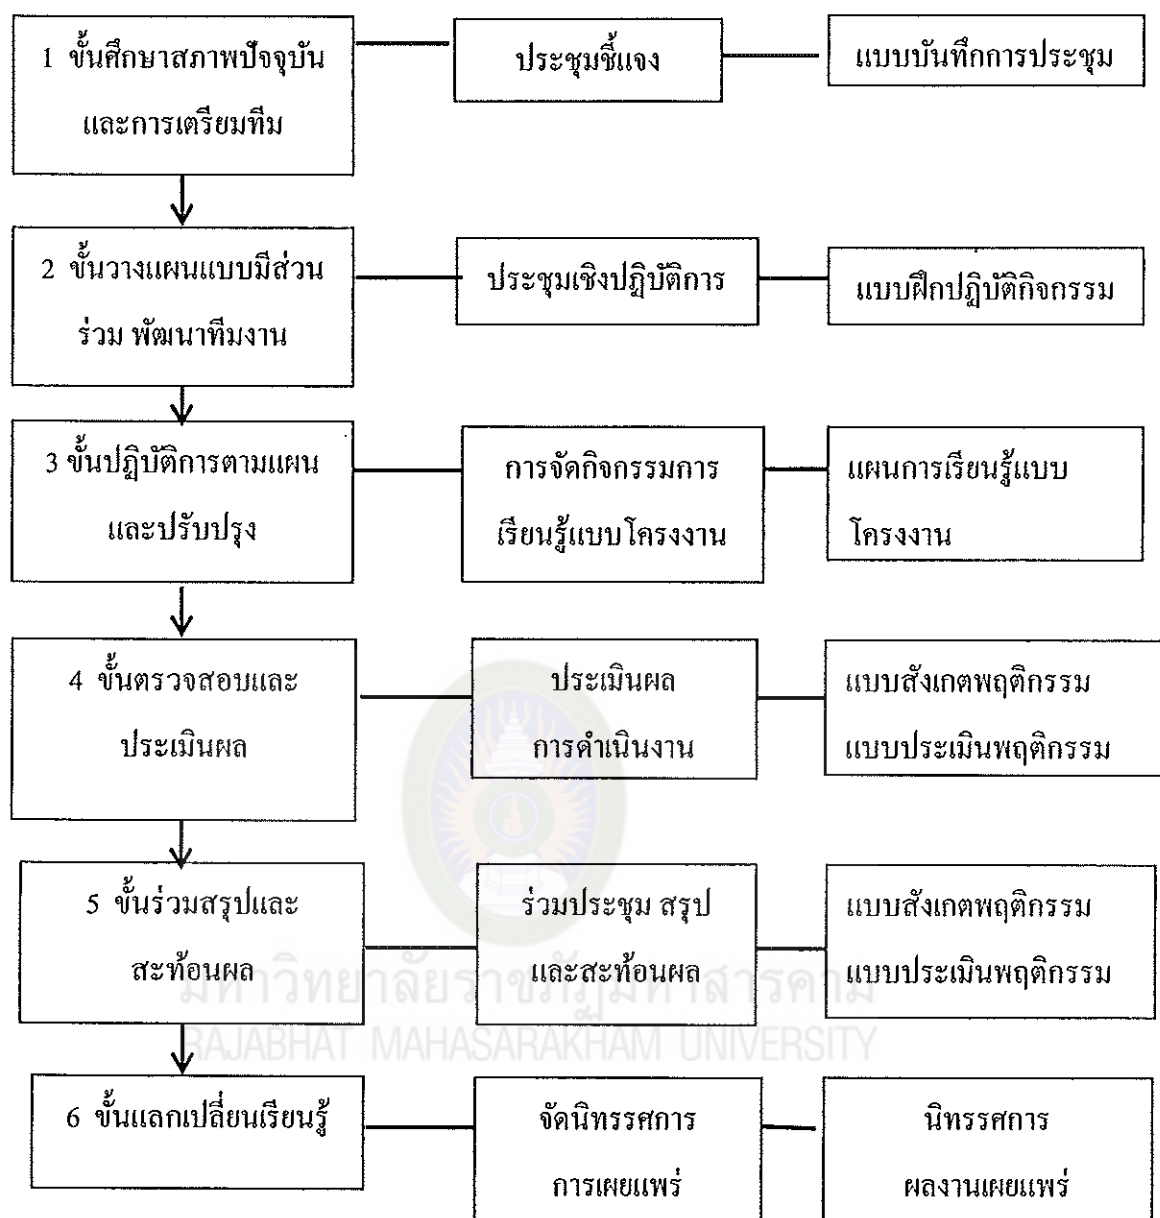 1 ขั้นศึกษาสภาพปัจจุบัน
และการเตรียมทีม
ประชุมชี้แจง
แบบบันทึกการประชุม
2 ขั้นวางแผนแบบมีส่วน
ร่วม พัฒนาทีมงาน
ประชุมเชิงปฏิบัติการ
แบบฝึกปฏิบัติกิจกรรม
3 ขั้นปฏิบัติการตามแผน
และปรับปรุง
การจัดกิจกรรมการ
เรียนรู้แบบโครงงาน
แผนการเรียนรู้แบบ
โครงงาน
4 ขั้นตรวจสอบและ
ประเมินผล
ประเมินผล
การดำเนินงาน
แบบสังเกตพฤติกรรม
แบบประเมินพฤติกรรม
5 ขั้นร่วมสรุปและ
สะท้อนผล
ร่วมประชุม สรุป
และสะท้อนผล
แบบสังเกตพฤติกรรม
แบบประเมินพฤติกรรม
มหาวิทยาลัยราชภัฏมหาสารคาม
RAJABHAT MAHASARAKHAM UNIVERSITY
6 ขั้นแลกเปลี่ยนเรียนรู้
จัดนิทรรศการ
การเผยแพร่
นิทรรศการ
ผลงานเผยแพร่